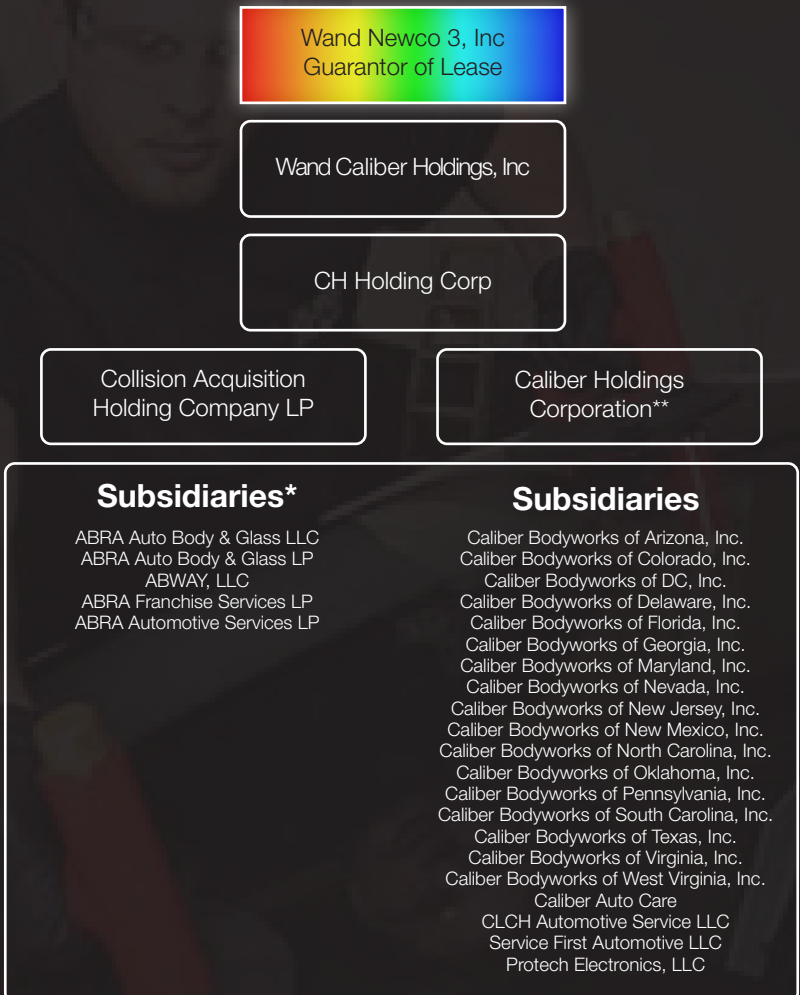 Wand Newco 3, Inc
Guarantor of Lease
Wand Caliber Holdings, Inc
CH Holding Corp
Collision Acquisition
Holding Company LP
Caliber Holdings
Corporation**
Subsidiaries*
ABRA Auto Body & Glass LLC
ABRA Auto Body & Glass LP
ABWAY, LLC
ABRA Franchise Services LP
ABRA Automotive Services LP
Subsidiaries
Caliber Bodyworks of Arizona, Inc.
Caliber Bodyworks of Colorado, Inc.
Caliber Bodyworks of DC, Inc.
Caliber Bodyworks of Delaware, Inc.
Caliber Bodyworks of Florida, Inc.
Caliber Bodyworks of Georgia, Inc.
Caliber Bodyworks of Maryland, Inc.
Caliber Bodyworks of Nevada, Inc.
Caliber Bodyworks of New Jersey, Inc.
Caliber Bodyworks of New Mexico, Inc.
Caliber Bodyworks of North Carolina, Inc.
Caliber Bodyworks of Oklahoma, Inc.
Caliber Bodyworks of Pennsylvania, Inc.
Caliber Bodyworks of South Carolina, Inc.
Caliber Bodyworks of Texas, Inc.
Caliber Bodyworks of Virginia, Inc.
Caliber Bodyworks of West Virginia, Inc.
Caliber Auto Care
CLCH Automotive Service LLC
Service First Automotive LLC
Protech Electronics, LLC